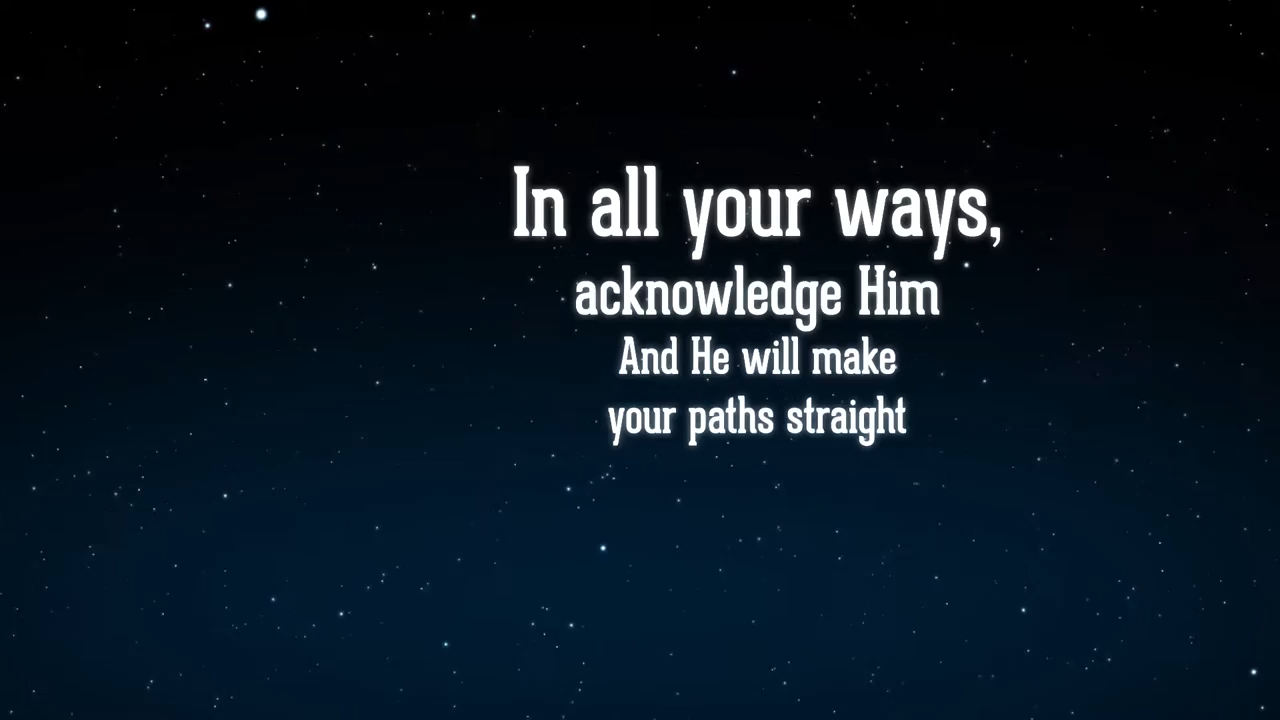 In all your ways,
acknowledge Him
And He will make
your paths straight